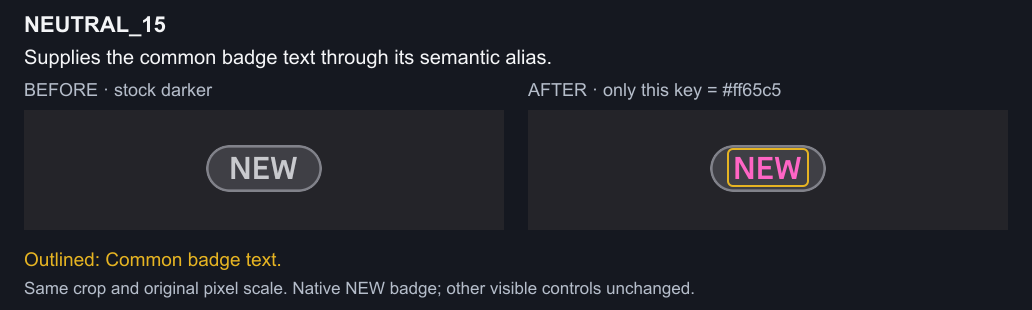 NEUTRAL_15
Supplies the common badge text through its semantic alias.
BEFORE · stock darker
AFTER · only this key = #ff65c5
NEW
NEW
Outlined: Common badge text.
Same crop and original pixel scale. Native NEW badge; other visible controls unchanged.